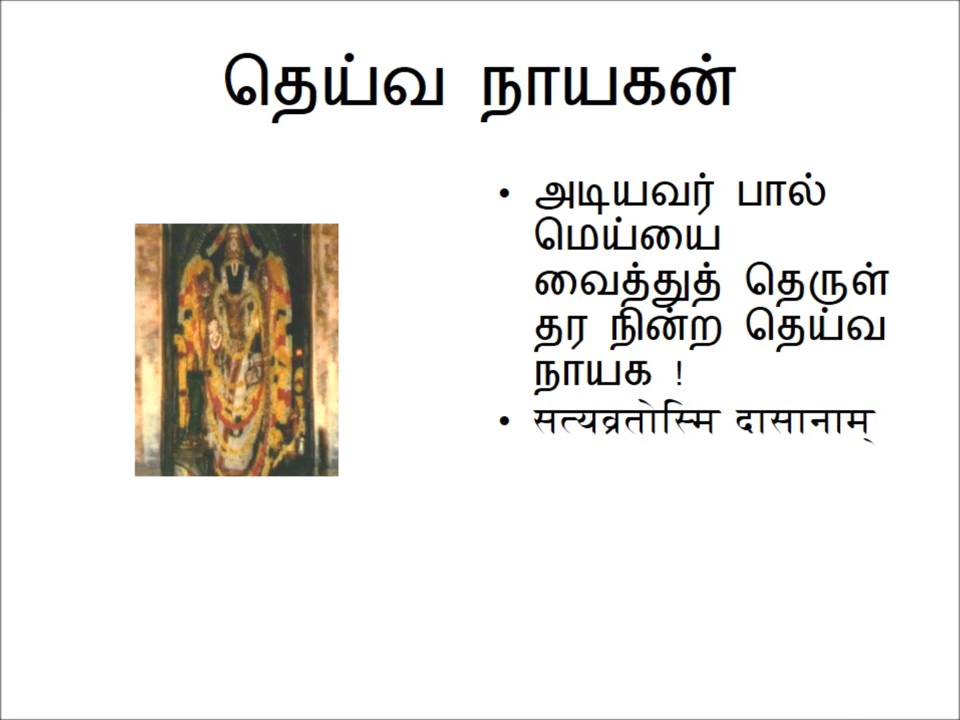 தெய்வ நாயகன்
• அடியவர் பால்
மெய்யை
வைத்துத் தெருள்
தர நின்ற தெய்வ
நாயக !
• सत्यव्रतोस्मि दासानाम्